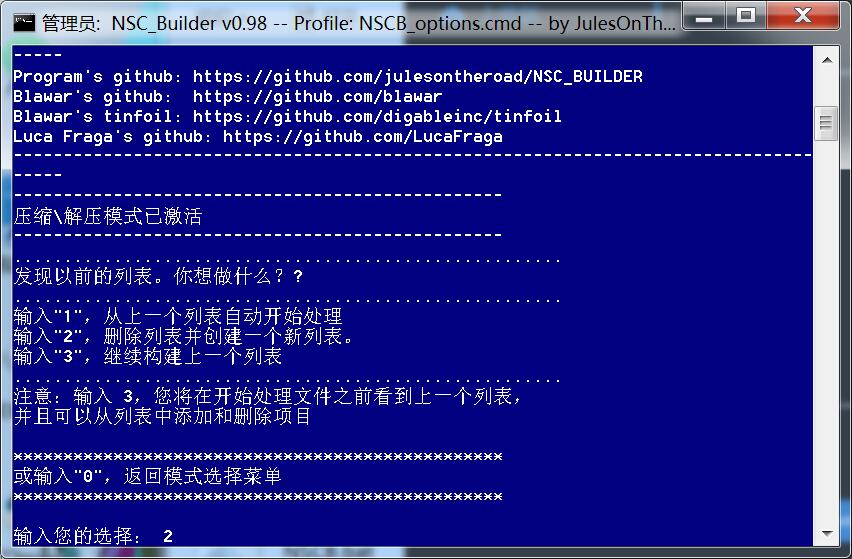 管理员:  NSC_Builder v0.98 -- Profile: NSCB_options.cmd -- by JulesOnTh...
-----
Program's github: https://github.com/julesontheroad/NSC_BUILDER
Blawar's github:  https://github.com/blawar
Blawar's tinfoil: https://github.com/digableinc/tinfoil
Luca Fraga's github: https://github.com/LucaFraga
--------------------------------------------------------------------------------
-----
-------------------------------------------------
压缩\解压模式已激活
-------------------------------------------------
.......................................................
发现以前的列表。你想做什么？?
.......................................................
输入"1"，从上一个列表自动开始处理
输入"2"，删除列表并创建一个新列表。
输入"3"，继续构建上一个列表
.......................................................
注意：输入 3，您将在开始处理文件之前看到上一个列表，
并且可以从列表中添加和删除项目
*************************************************
或输入"0"，返回模式选择菜单
*************************************************
输入您的选择： 2